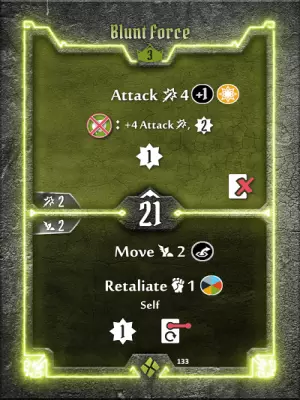 Blunt Force
3
Attack 4 +1
: +4 Attack , 2
1
2
21
2
Move 2
Retaliate 1
Self
1
133